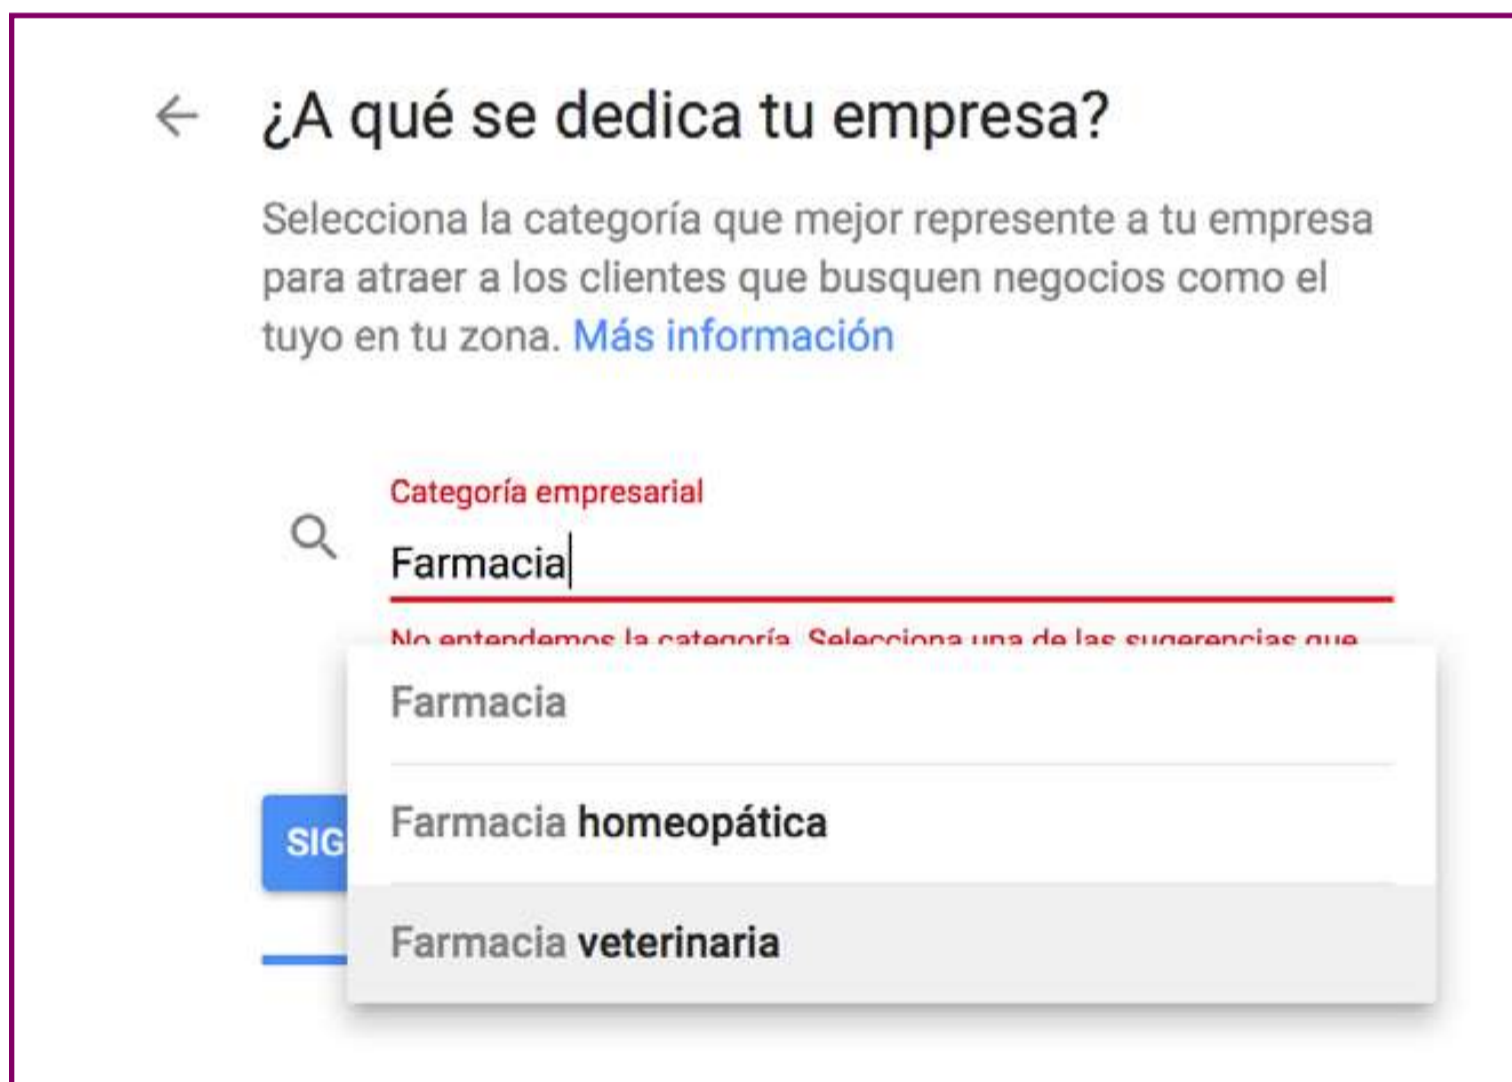 ¿A qué se dedica tu empresa?
Selecciona la categoría que mejor represente a tu empresa
para atraer a los clientes que busquen negocios como el
tuyo en tu zona. Más información
Categoría empresarial
Farmacia
No entendemos la categoría. Selecciona una de las sugerencias que
Farmacia
Farmacia homeopática
SIG
Farmacia veterinaria